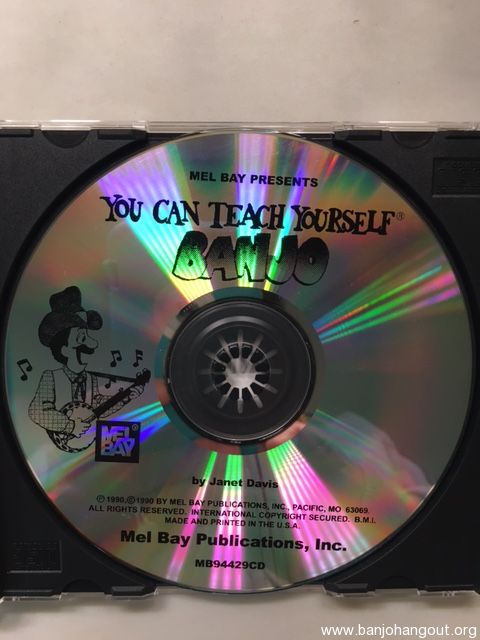 MEL BAY PRESENTS
YOU CAN TEACH YOURSELF®
BANJO
MEL
BAY®
by Janet Davis
℗ 1990, © 1990 BY MEL BAY PUBLICATIONS, INC., PACIFIC, MO 63069.
ALL RIGHTS RESERVED. INTERNATIONAL COPYRIGHT SECURED. B.M.I.
MADE AND PRINTED IN THE U.S.A.
Mel Bay Publications, Inc.
MB94429CD
www.banjohangout.org